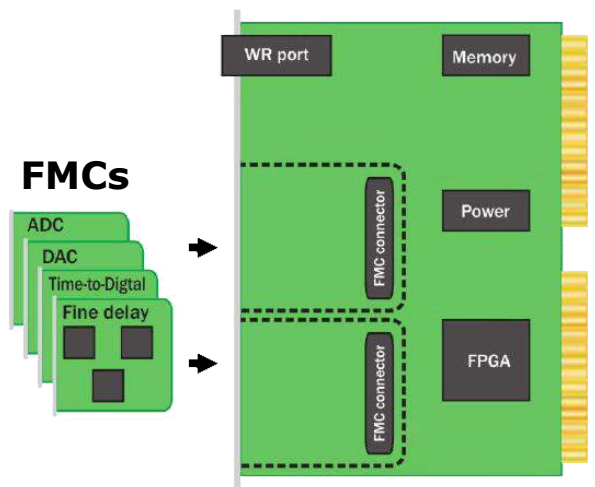 WR port
Memory
FMCs
ADC
DAC
Time-to-Digtal
Fine delay
FMC connector
Power
FMC connector
FPGA